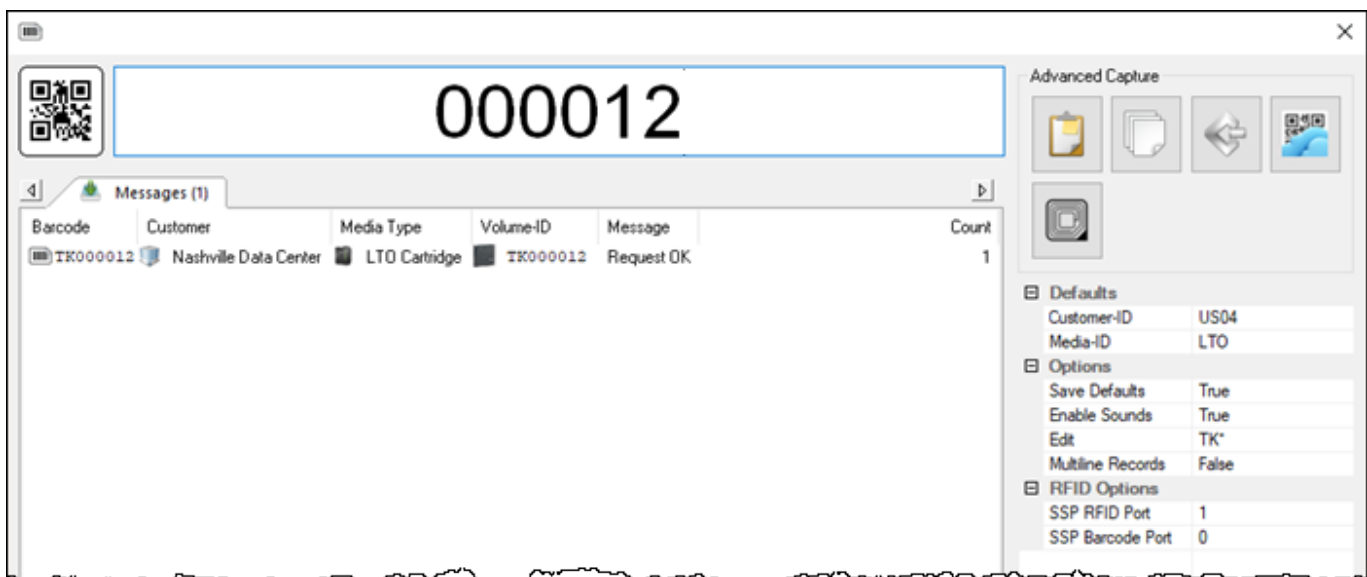 000012
Advanced Capture
Messages (1)
Barcode Customer Media Type Volume-ID Message Count
TK000012 Nashville Data Center LTO Cartridge TK000012 Request OK 1
Defaults
Customer-ID US04
Media-ID LTO
Options
Save Defaults True
Enable Sounds True
Edit TK*
Multiline Records False
RFID Options
SSP RFID Port 1
SSP Barcode Port 0